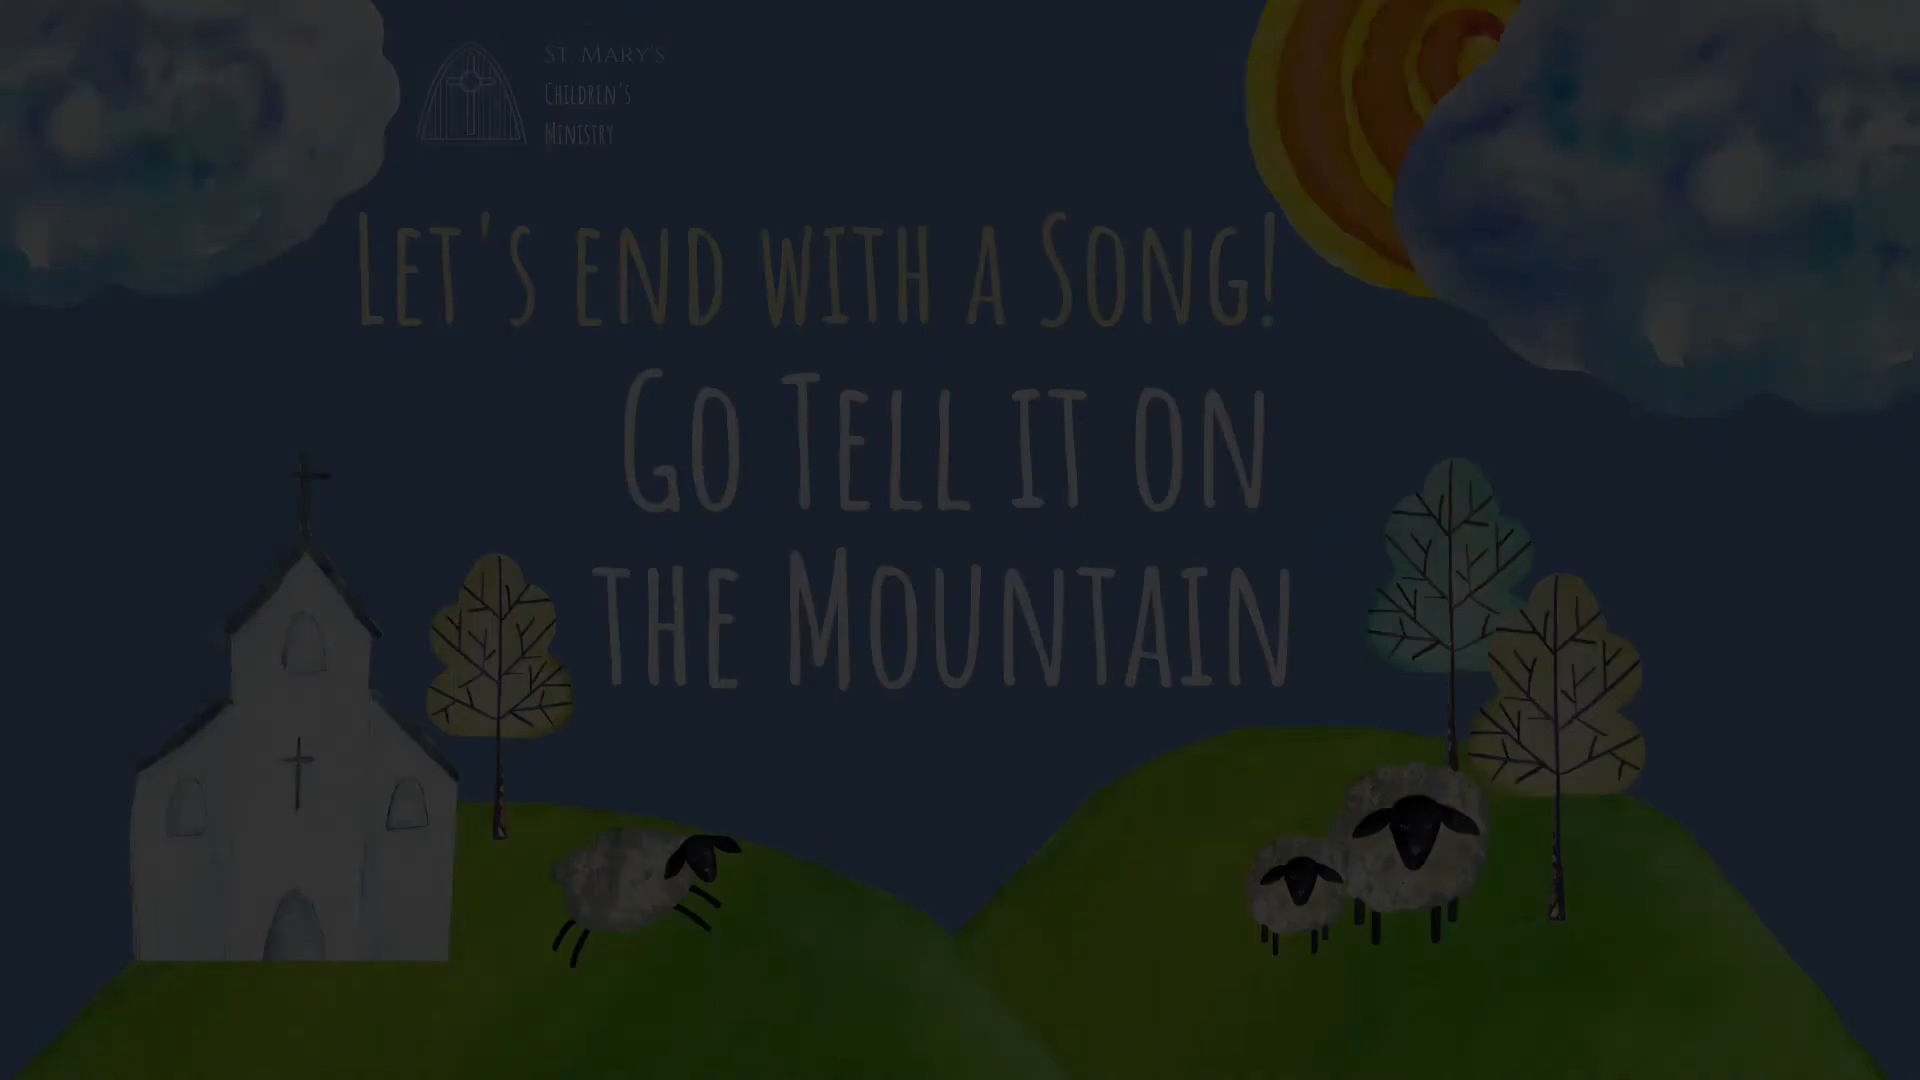 St. Mary's
Children's
Ministry
Let's end with a Song!
Go Tell it on
the Mountain